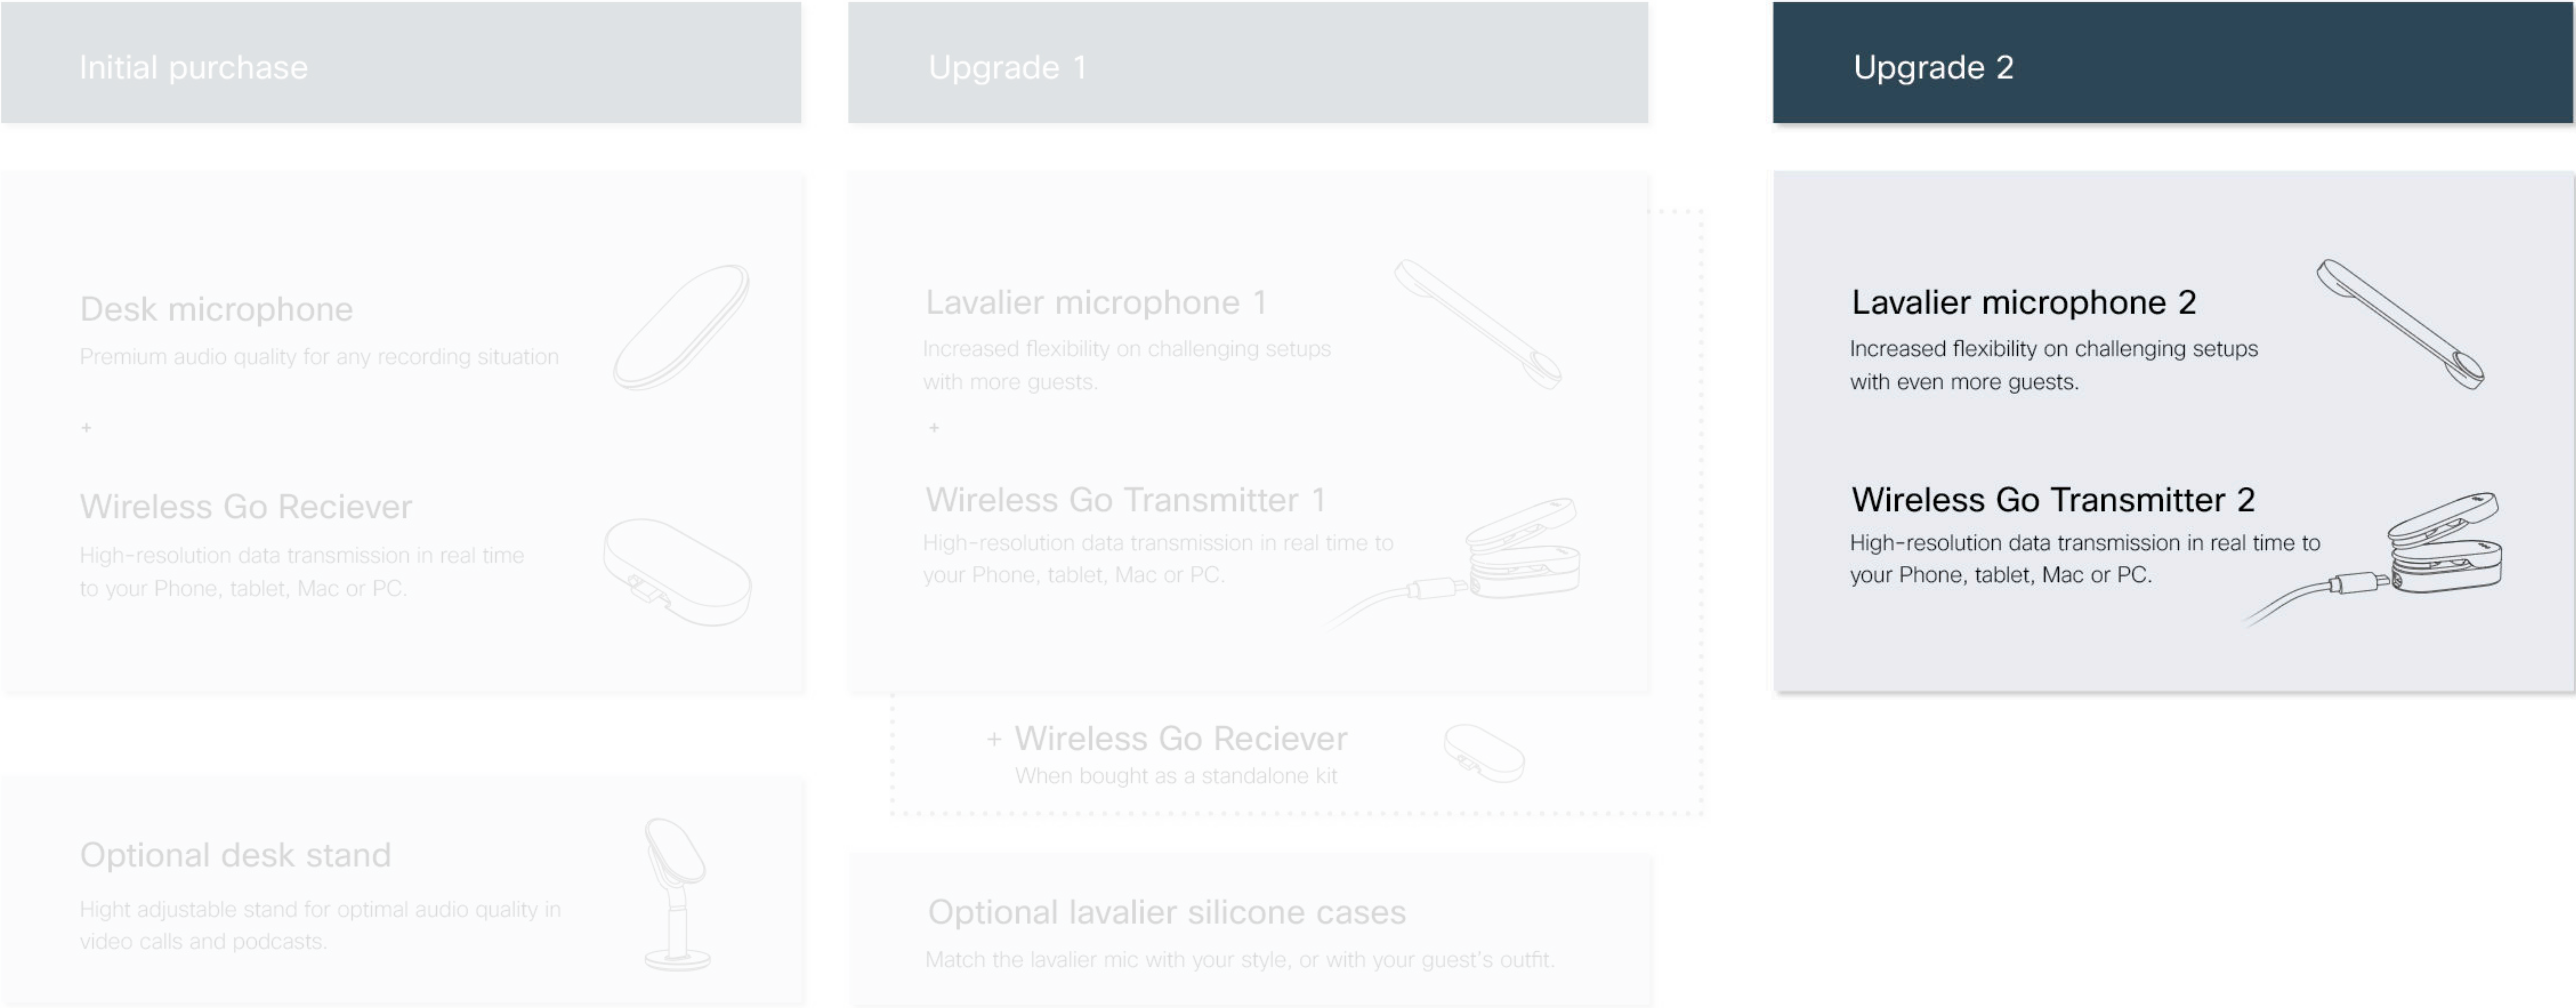 Initial purchase
Desk microphone
Premium audio quality for any recording situation
+
Wireless Go Reciever
High-resolution data transmission in real time
to your Phone, tablet, Mac or PC.
Optional desk stand
Hight adjustable stand for optimal audio quality in
video calls and podcasts.
Upgrade 1
Lavalier microphone 1
Increased flexibility on challenging setups
with more guests.
+
Wireless Go Transmitter 1
High-resolution data transmission in real time to
your Phone, tablet, Mac or PC.
+ Wireless Go Reciever
When bought as a standalone kit
Optional lavalier silicone cases
Match the lavalier mic with your style, or with your guest's outfit.
Upgrade 2
Lavalier microphone 2
Increased flexibility on challenging setups
with even more guests.
Wireless Go Transmitter 2
High-resolution data transmission in real time to
your Phone, tablet, Mac or PC.